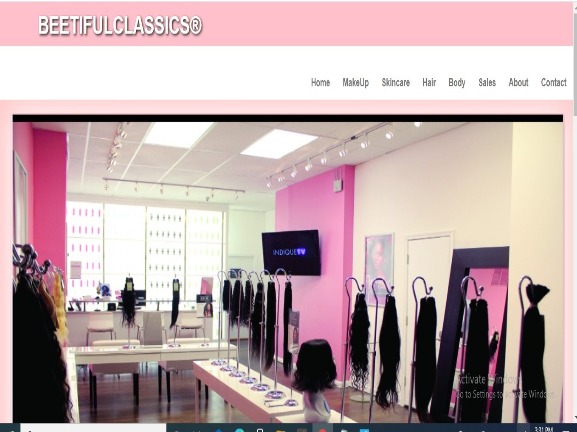 BEETIFULCLASSICS®
Home MakeUp Skincare Hair Body Sales About Contact
INDIQUETV
Activate Windows
Go to Settings to activate Windows.
3:31 PM